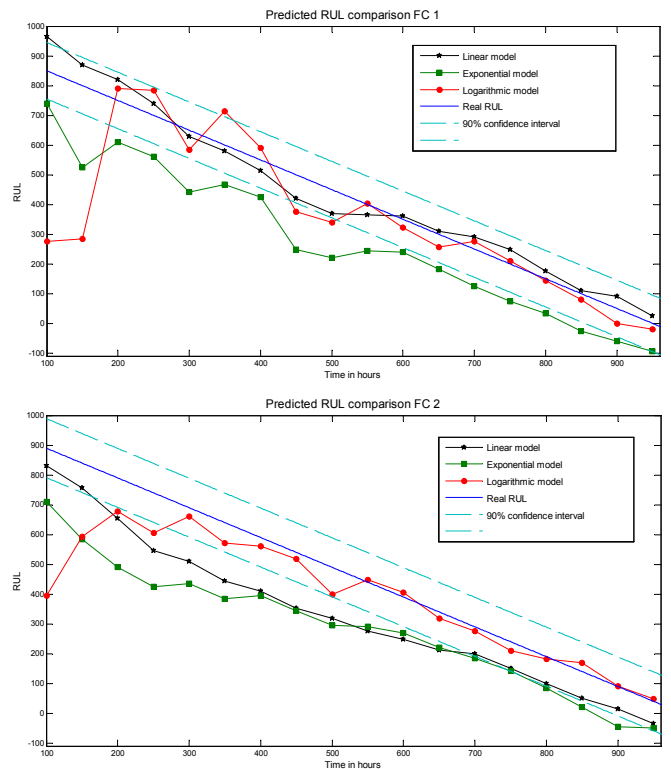 Predicted RUL comparison FC 1
1000
900
800
700
600
500
400
300
200
100
0
-100
RUL
Linear model
Exponential model
Logarithmic model
Real RUL
90% confidence interval
100 200 300 400 500 600 700 800 900
Time in hours
Predicted RUL comparison FC 2
1000
900
800
700
600
500
400
300
200
100
0
-100
RUL
Linear model
Exponential model
Logarithmic model
Real RUL
90% confidence interval
100 200 300 400 500 600 700 800 900
Time in hours